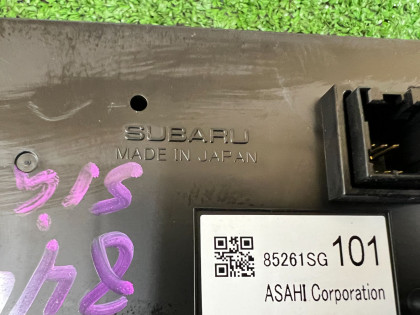 SUBARU
MADE IN JAPAN
85261SG 101
ASAHI Corporation